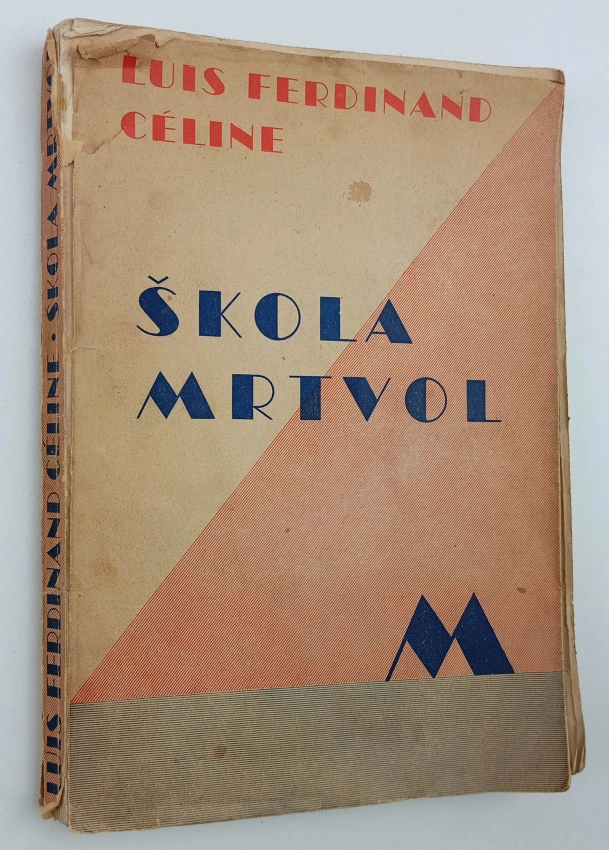 LUIS FERDINAND
CÉLINE
ŠKOLA
MRTVOL
M
LUIS FERDINAND CÉLINE · ŠKOLA MRTVOL